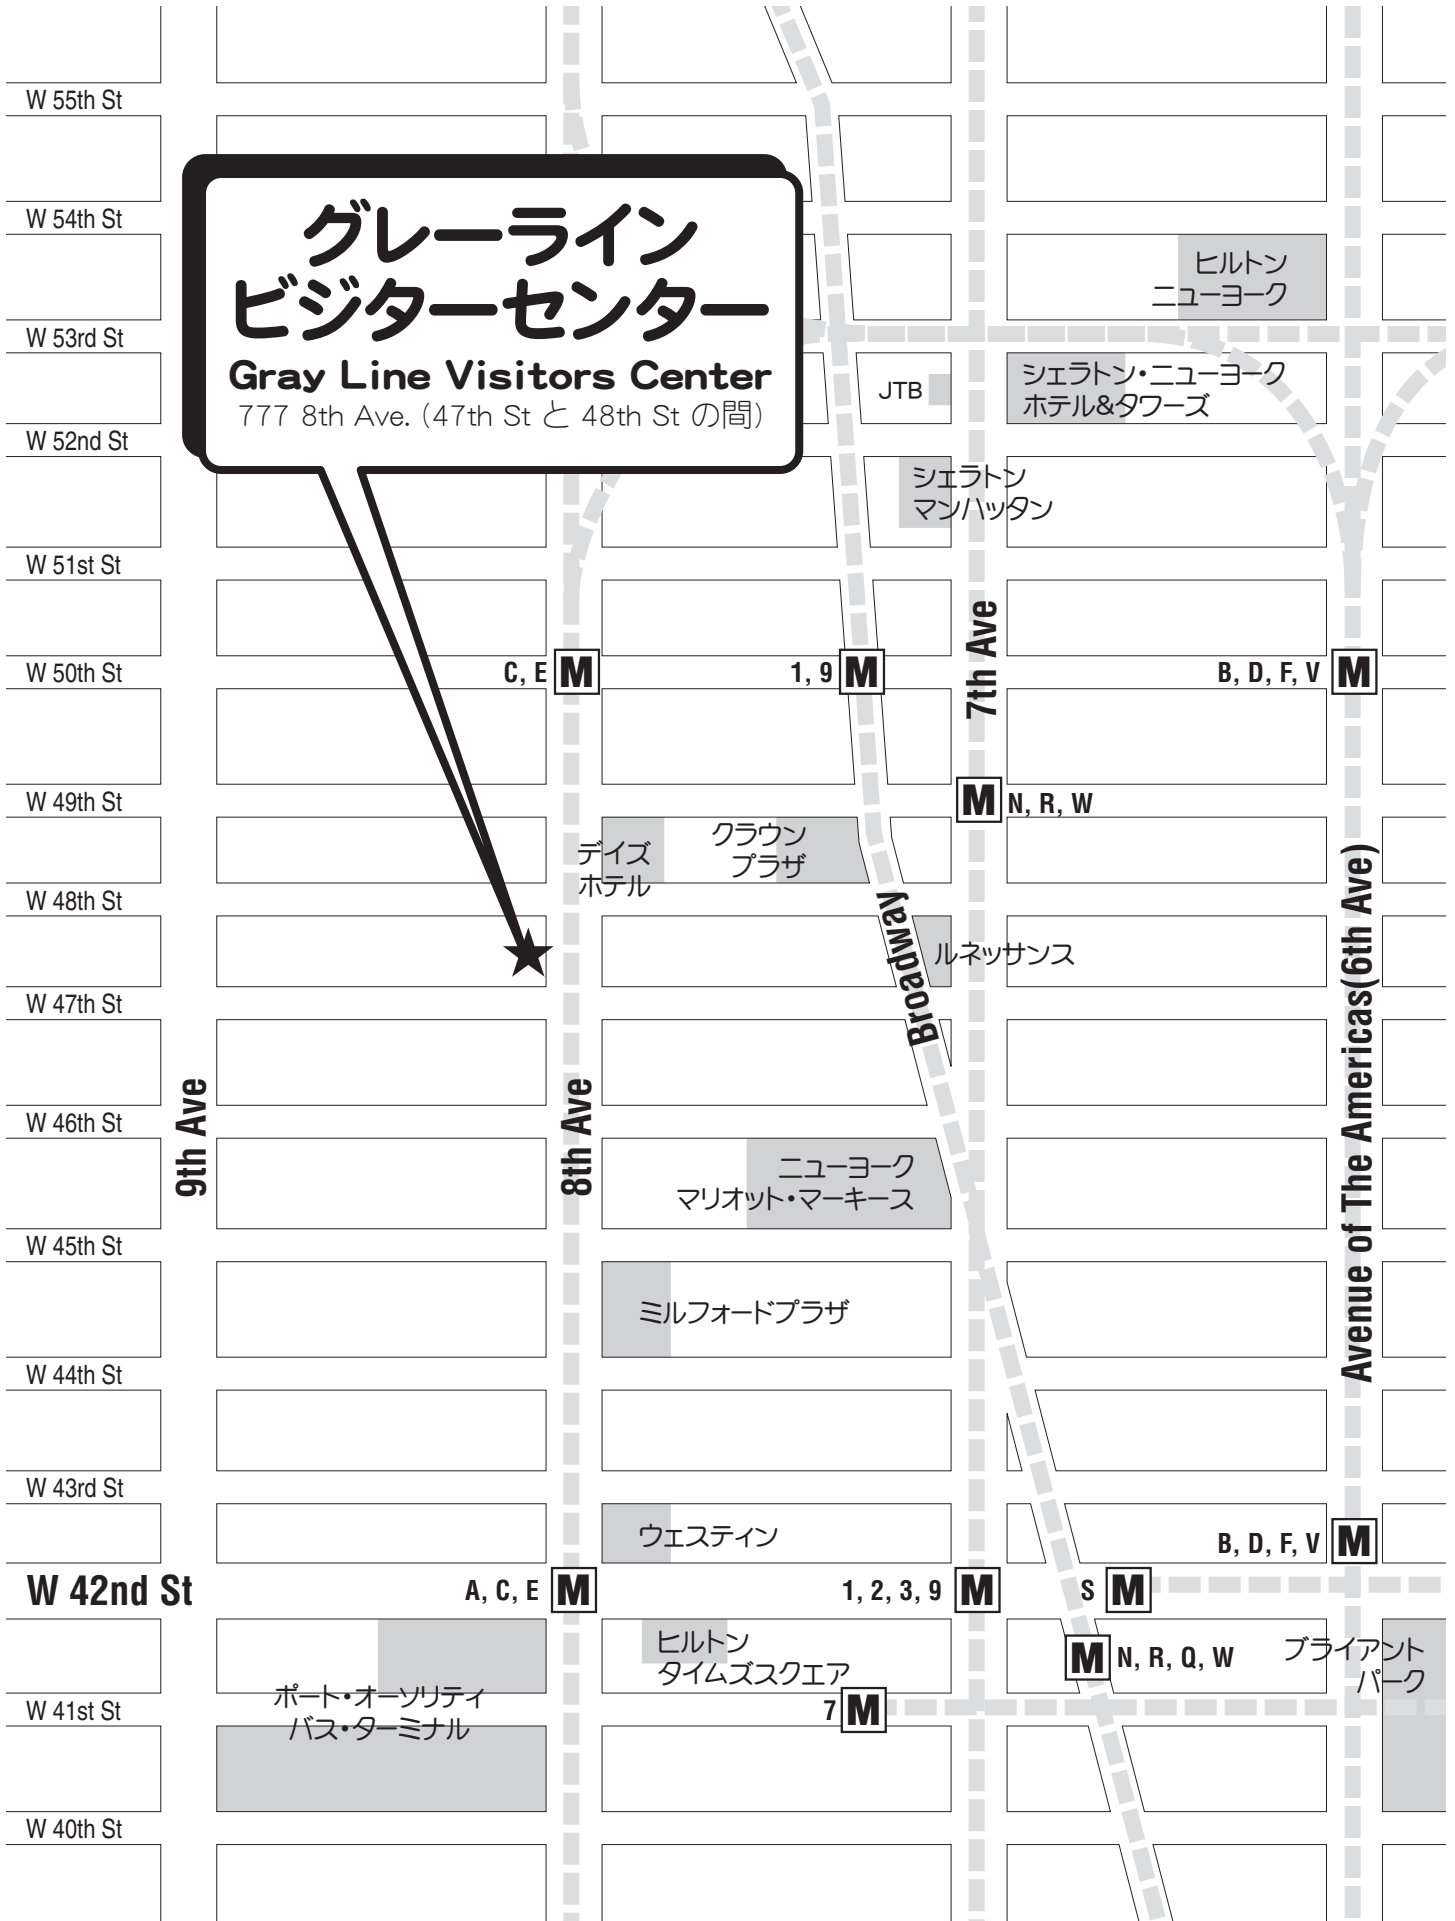 W 55th St
W 54th St
グレーライン
ビジターセンター
Gray Line Visitors Center
777 8th Ave. (47th St と 48th St の間)
ヒルトン
ニューヨーク
W 53rd St
JTB
シェラトン・ニューヨーク
ホテル&タワーズ
W 52nd St
シェラトン
マンハッタン
W 51st St
7th Ave
W 50th St
C, E M
1, 9 M
B, D, F, V M
W 49th St
M N, R, W
デイズ
ホテル
クラウン
プラザ
W 48th St
Broadway
ルネッサンス
Avenue of The Americas(6th Ave)
W 47th St
9th Ave
8th Ave
W 46th St
ニューヨーク
マリオット・マーキース
W 45th St
ミルフォードプラザ
W 44th St
W 43rd St
ウェスティン
B, D, F, V M
W 42nd St
A, C, E M
1, 2, 3, 9 M
S M
ヒルトン
タイムズスクエア
M N, R, Q, W
ブライアント
パーク
ポート・オーソリティ
バス・ターミナル
W 41st St
7 M
W 40th St